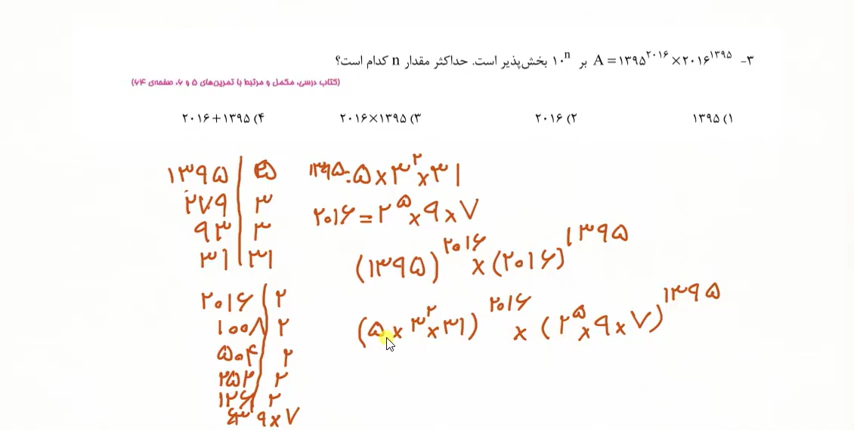 ۳- A = ۱۳۹۵^۲۰۱۶ × ۲۰۱۶^۱۳۹۵ بر ۱۰^n بخش‌پذیر است. حداکثر مقدار n کدام است؟
(کتاب درسی، مکمل و مرتبط با تمرین‌های ۵ و ۶، صفحه‌ی ۶۴)
۱) ۱۳۹۵ ۲) ۲۰۱۶ ۳) ۲۰۱۶×۱۳۹۵ ۴) ۲۰۱۶+۱۳۹۵
۱۳۹۵ | ۵
۲۷۹ | ۳
۹۳ | ۳
۳۱ | ۳۱
۲۰۱۶ | ۲
۱۰۰۸ | ۲
۵۰۴ | ۲
۲۵۲ | ۲
۱۲۶ | ۲
۶۳ ۹×۷
۱۳۹۵=۵×۳^۲×۳۱
۲۰۱۶=۲^۵×۹×۷
(۱۳۹۵)^۲۰۱۶ × (۲۰۱۶)^۱۳۹۵
(۵×۳^۲×۳۱)^۲۰۱۶ × (۲^۵×۹×۷)^۱۳۹۵